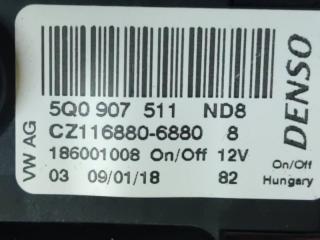 5Q0 907 511 ND8
CZ116880-6880 8
186001008 On/Off 12V
03 09/01/18 82
VW AG
DENSO
On/Off
Hungary